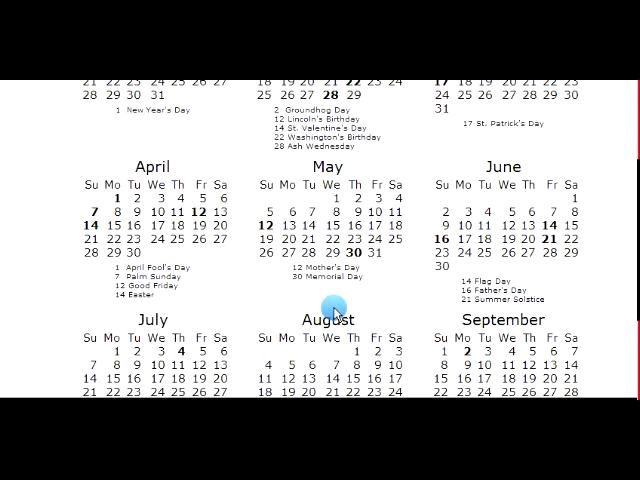 21 22 23 24 25 26 27
28 29 30 31
1 New Year's Day
18 19 20 21 22 23 24
25 26 27 28 29
2 Groundhog Day
12 Lincoln's Birthday
14 St. Valentine's Day
22 Washington's Birthday
28 Ash Wednesday
17 18 19 20 21 22 23
24 25 26 27 28 29 30
31
17 St. Patrick's Day
April
Su Mo Tu We Th Fr Sa
1 2 3 4 5 6
7 8 9 10 11 12 13
14 15 16 17 18 19 20
21 22 23 24 25 26 27
28 29 30
1 April Fool's Day
7 Palm Sunday
12 Good Friday
14 Easter
May
Su Mo Tu We Th Fr Sa
1 2 3 4
5 6 7 8 9 10 11
12 13 14 15 16 17 18
19 20 21 22 23 24 25
26 27 28 29 30 31
12 Mother's Day
30 Memorial Day
June
Su Mo Tu We Th Fr Sa
1
2 3 4 5 6 7 8
9 10 11 12 13 14 15
16 17 18 19 20 21 22
23 24 25 26 27 28 29
30
14 Flag Day
16 Father's Day
21 Summer Solstice
July
Su Mo Tu We Th Fr Sa
1 2 3 4 5 6
7 8 9 10 11 12 13
14 15 16 17 18 19 20
21 22 23 24 25 26 27
August
Su Mo Tu We Th Fr Sa
1 2 3
4 5 6 7 8 9 10
11 12 13 14 15 16 17
18 19 20 21 22 23 24
September
Su Mo Tu We Th Fr Sa
1 2 3 4 5 6 7
8 9 10 11 12 13 14
15 16 17 18 19 20 21
22 23 24 25 26 27 28